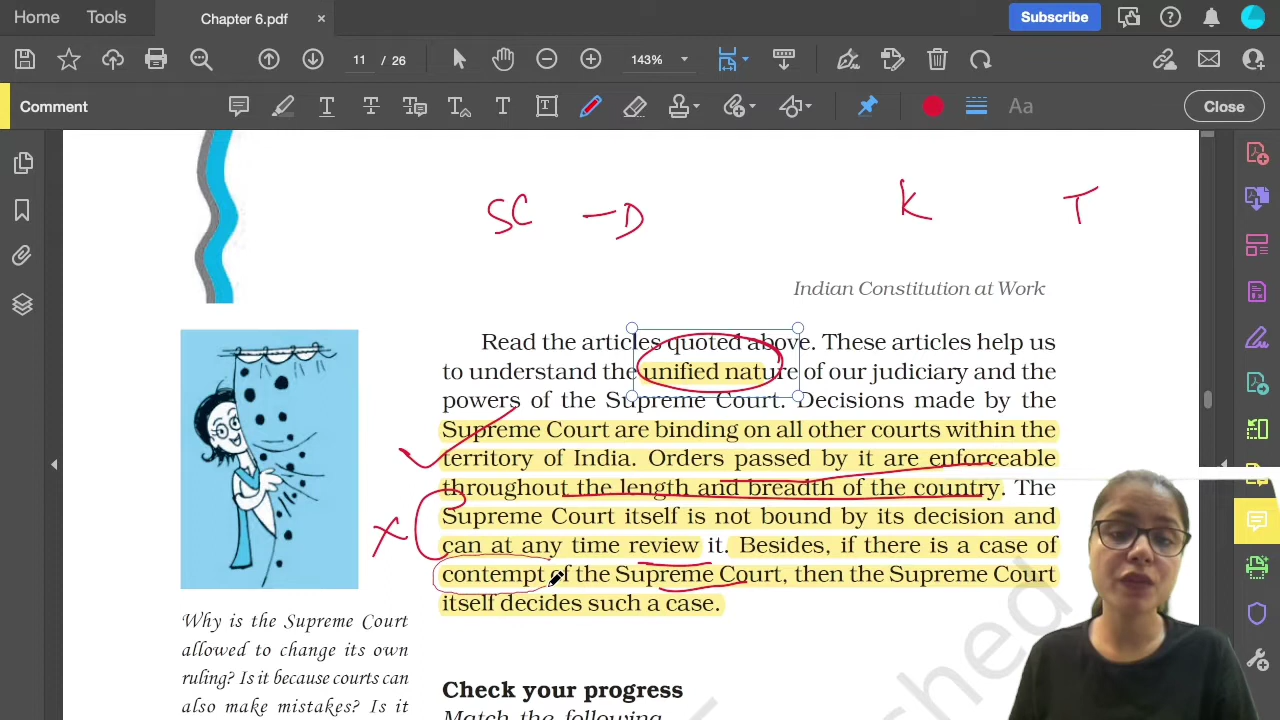 Home Tools Chapter 6.pdf × Subscribe
11 / 26 143% Aa
Comment Close
SC – D K T
Indian Constitution at Work
Read the articles quoted above. These articles help us
to understand the unified nature of our judiciary and the
powers of the Supreme Court. Decisions made by the
Supreme Court are binding on all other courts within the
territory of India. Orders passed by it are enforceable
throughout the length and breadth of the country. The
Supreme Court itself is not bound by its decision and
can at any time review it. Besides, if there is a case of
contempt of the Supreme Court, then the Supreme Court
itself decides such a case.
Why is the Supreme Court
allowed to change its own
ruling? Is it because courts can
also make mistakes? Is it
Check your progress
Match the following
shed